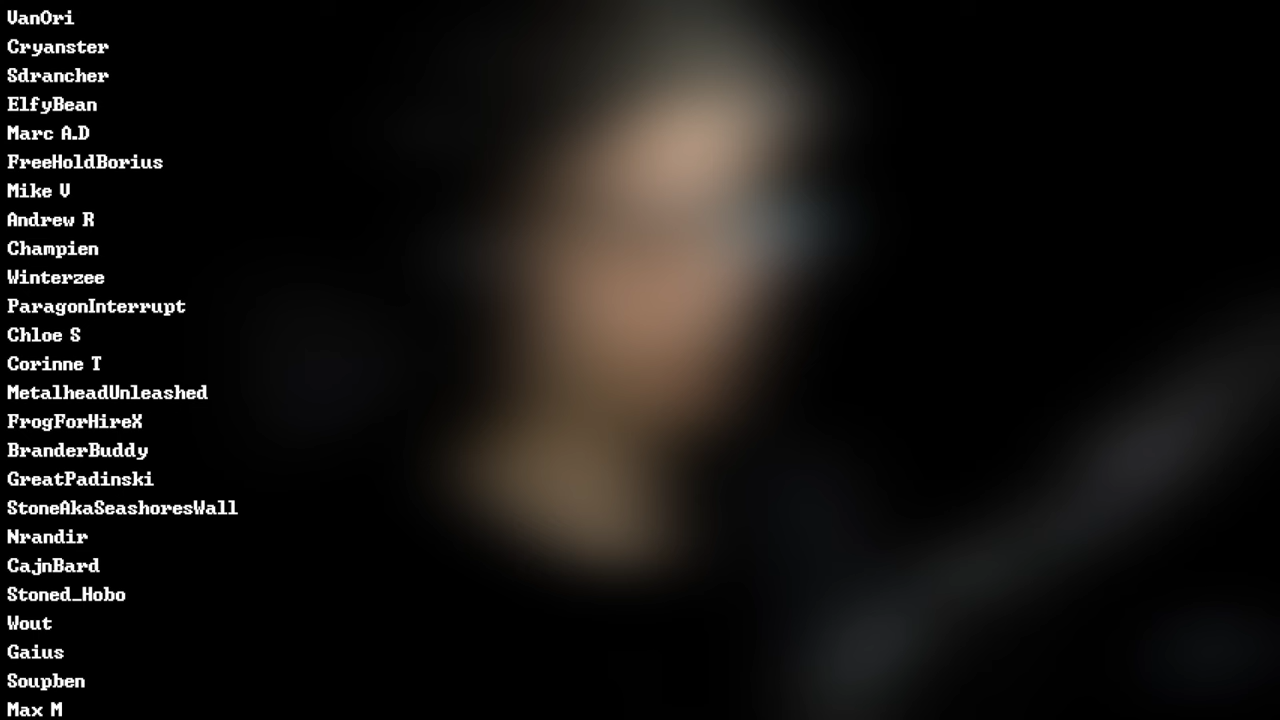 VanOri
Cryanster
Sdrancher
ElfyBean
Marc A.D
FreeHoldBorius
Mike V
Andrew R
Champien
Winterzee
ParagonInterrupt
Chloe S
Corinne T
MetalheadUnleashed
FrogForHireX
BranderBuddy
GreatPadinski
StoneAkaSeashoresWall
Nrandir
CajnBard
Stoned_Hobo
Wout
Gaius
Soupben
Max M